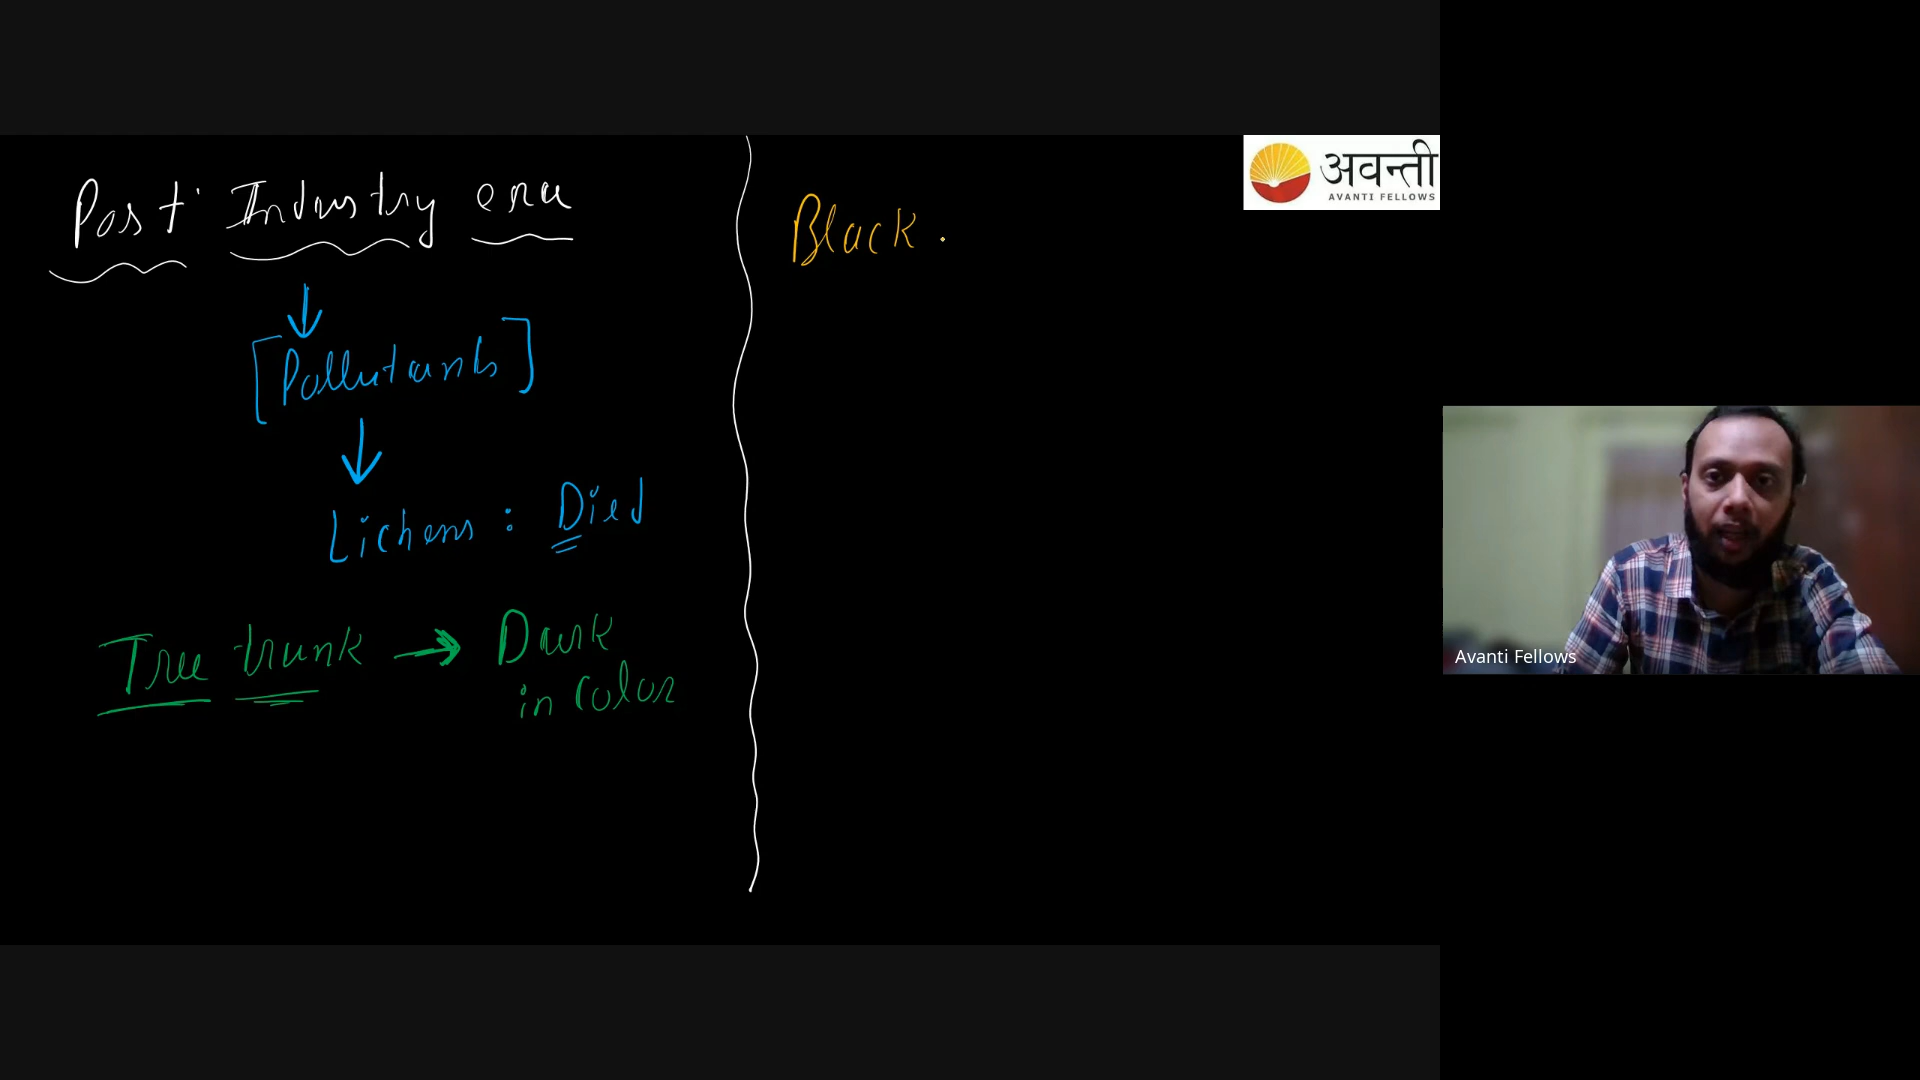 Post Industry era
[Pollutants]
Lichens : Died
Tree trunk → Dark
in color
Black .
अवन्ती
AVANTI FELLOWS
Avanti Fellows